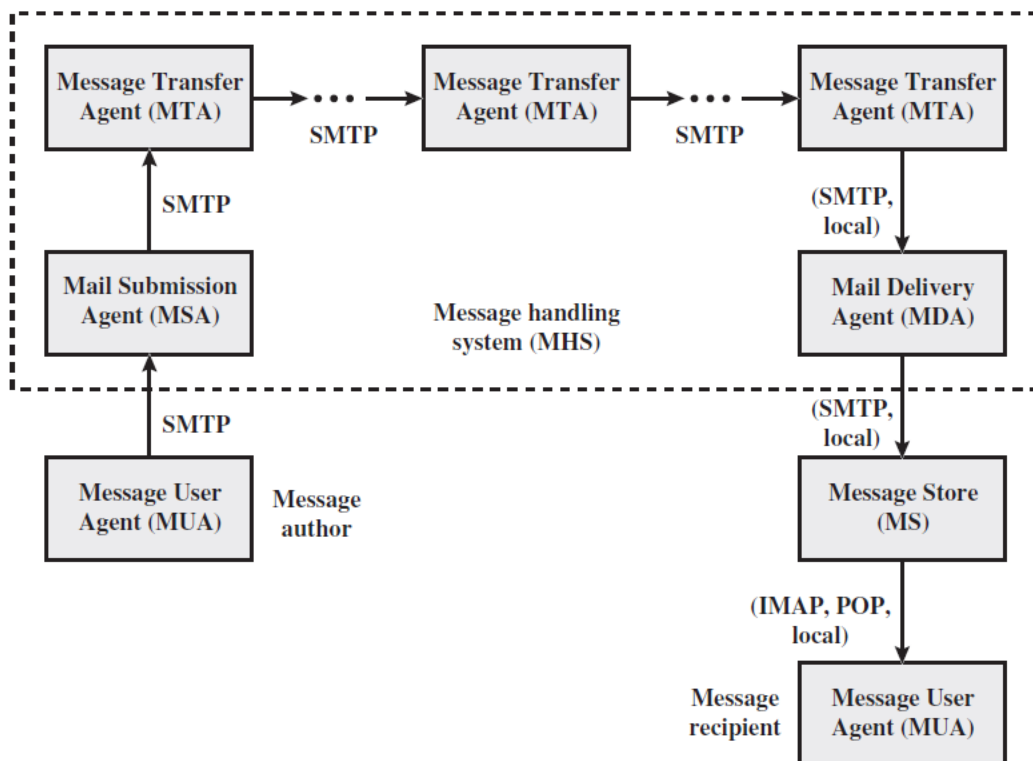 Message Transfer
Agent (MTA)
SMTP
Message Transfer
Agent (MTA)
SMTP
Message Transfer
Agent (MTA)
SMTP
(SMTP,
local)
Mail Submission
Agent (MSA)
Message handling
system (MHS)
Mail Delivery
Agent (MDA)
SMTP
(SMTP,
local)
Message User
Agent (MUA)
Message
author
Message Store
(MS)
(IMAP, POP,
local)
Message
recipient
Message User
Agent (MUA)